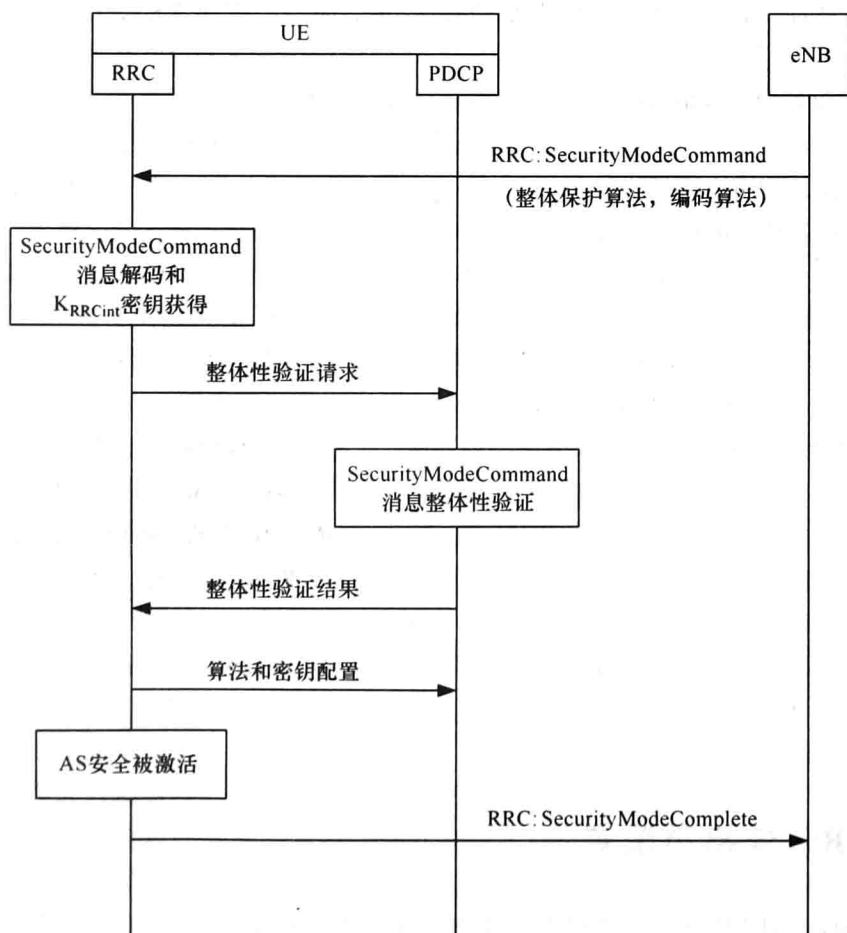 UE
RRC
PDCP
eNB
RRC: SecurityModeCommand
(整体保护算法，编码算法)
SecurityModeCommand
消息解码和
KRRCint密钥获得
整体性验证请求
SecurityModeCommand
消息整体性验证
整体性验证结果
算法和密钥配置
AS安全被激活
RRC: SecurityModeComplete